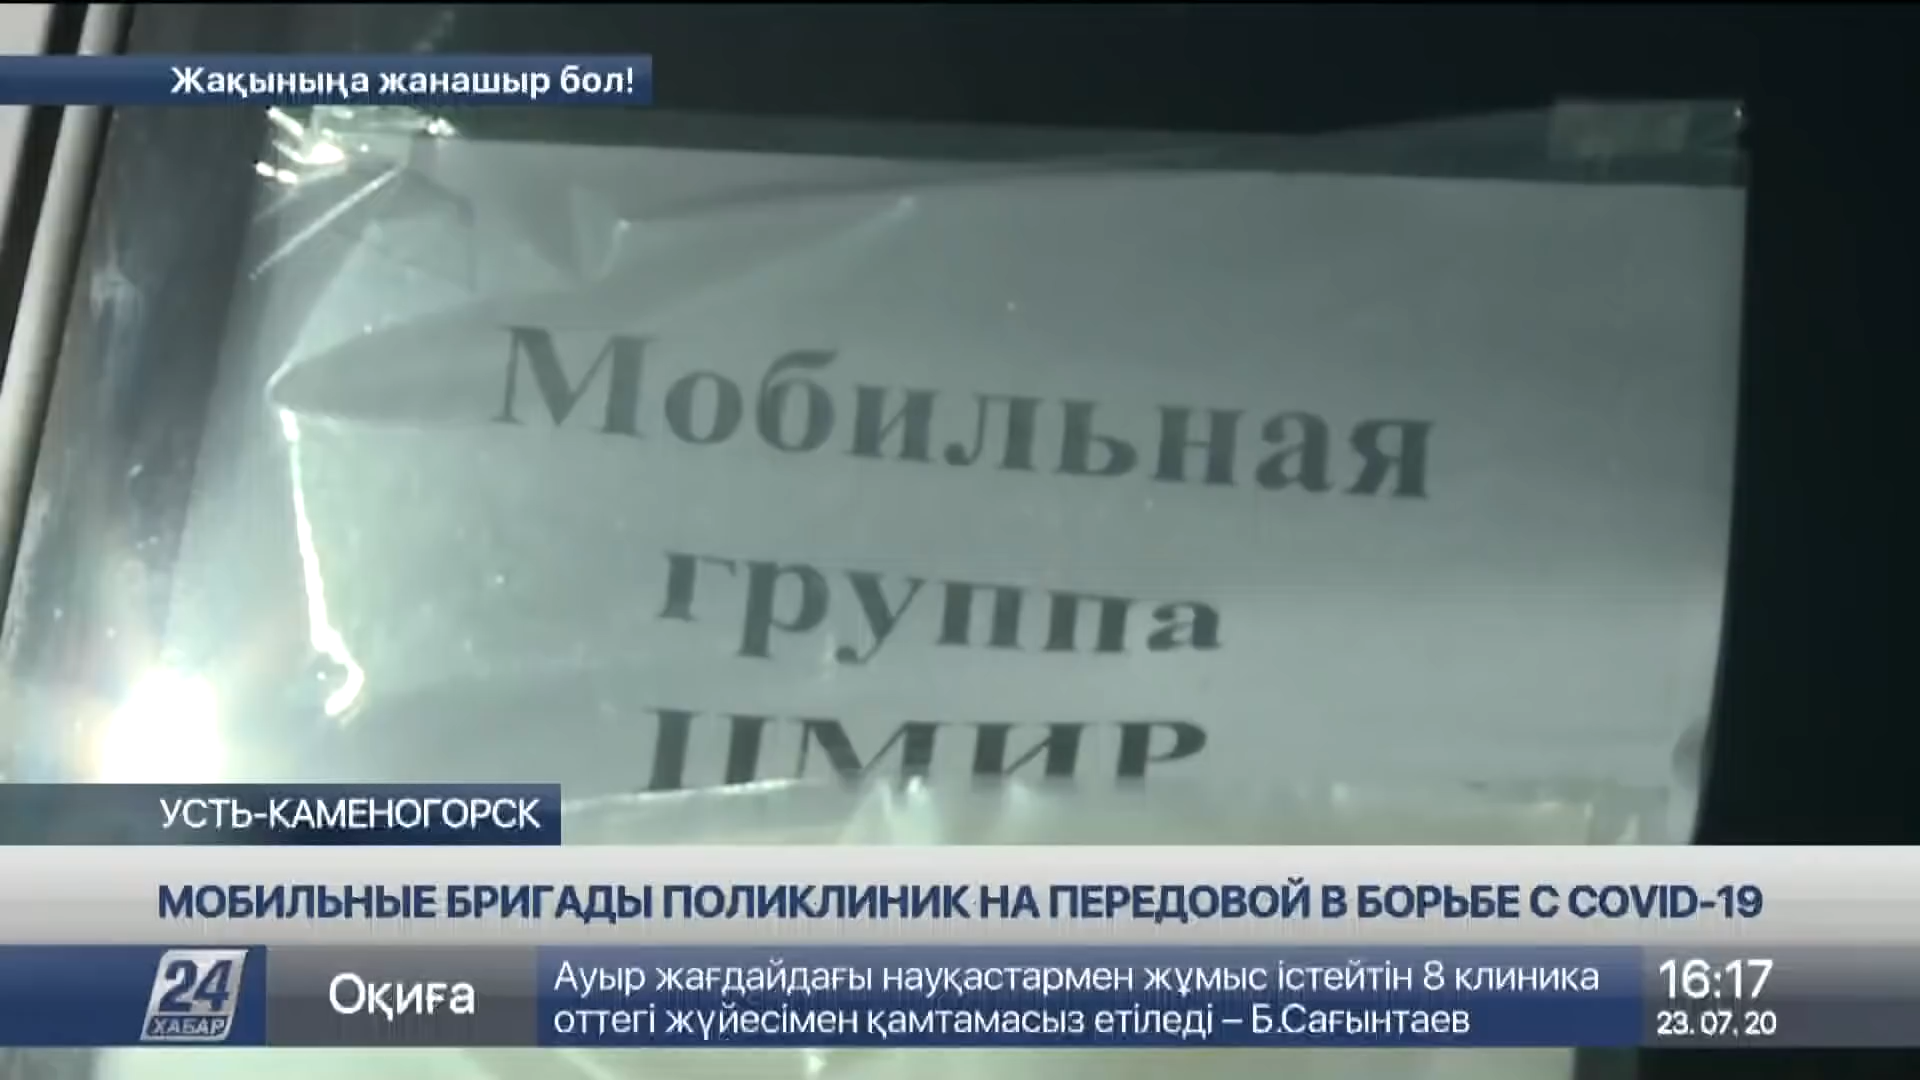 Жақыныңа жанашыр бол!
Мобильная
группа
ЦМИР
УСТЬ-КАМЕНОГОРСК
МОБИЛЬНЫЕ БРИГАДЫ ПОЛИКЛИНИК НА ПЕРЕДОВОЙ В БОРЬБЕ С COVID-19
24
ХАБАР
Оқиға
Ауыр жағдайдағы науқастармен жұмыс істейтін 8 клиника
оттегі жүйесімен қамтамасыз етіледі – Б.Сағынтаев
16:17
23.07.20